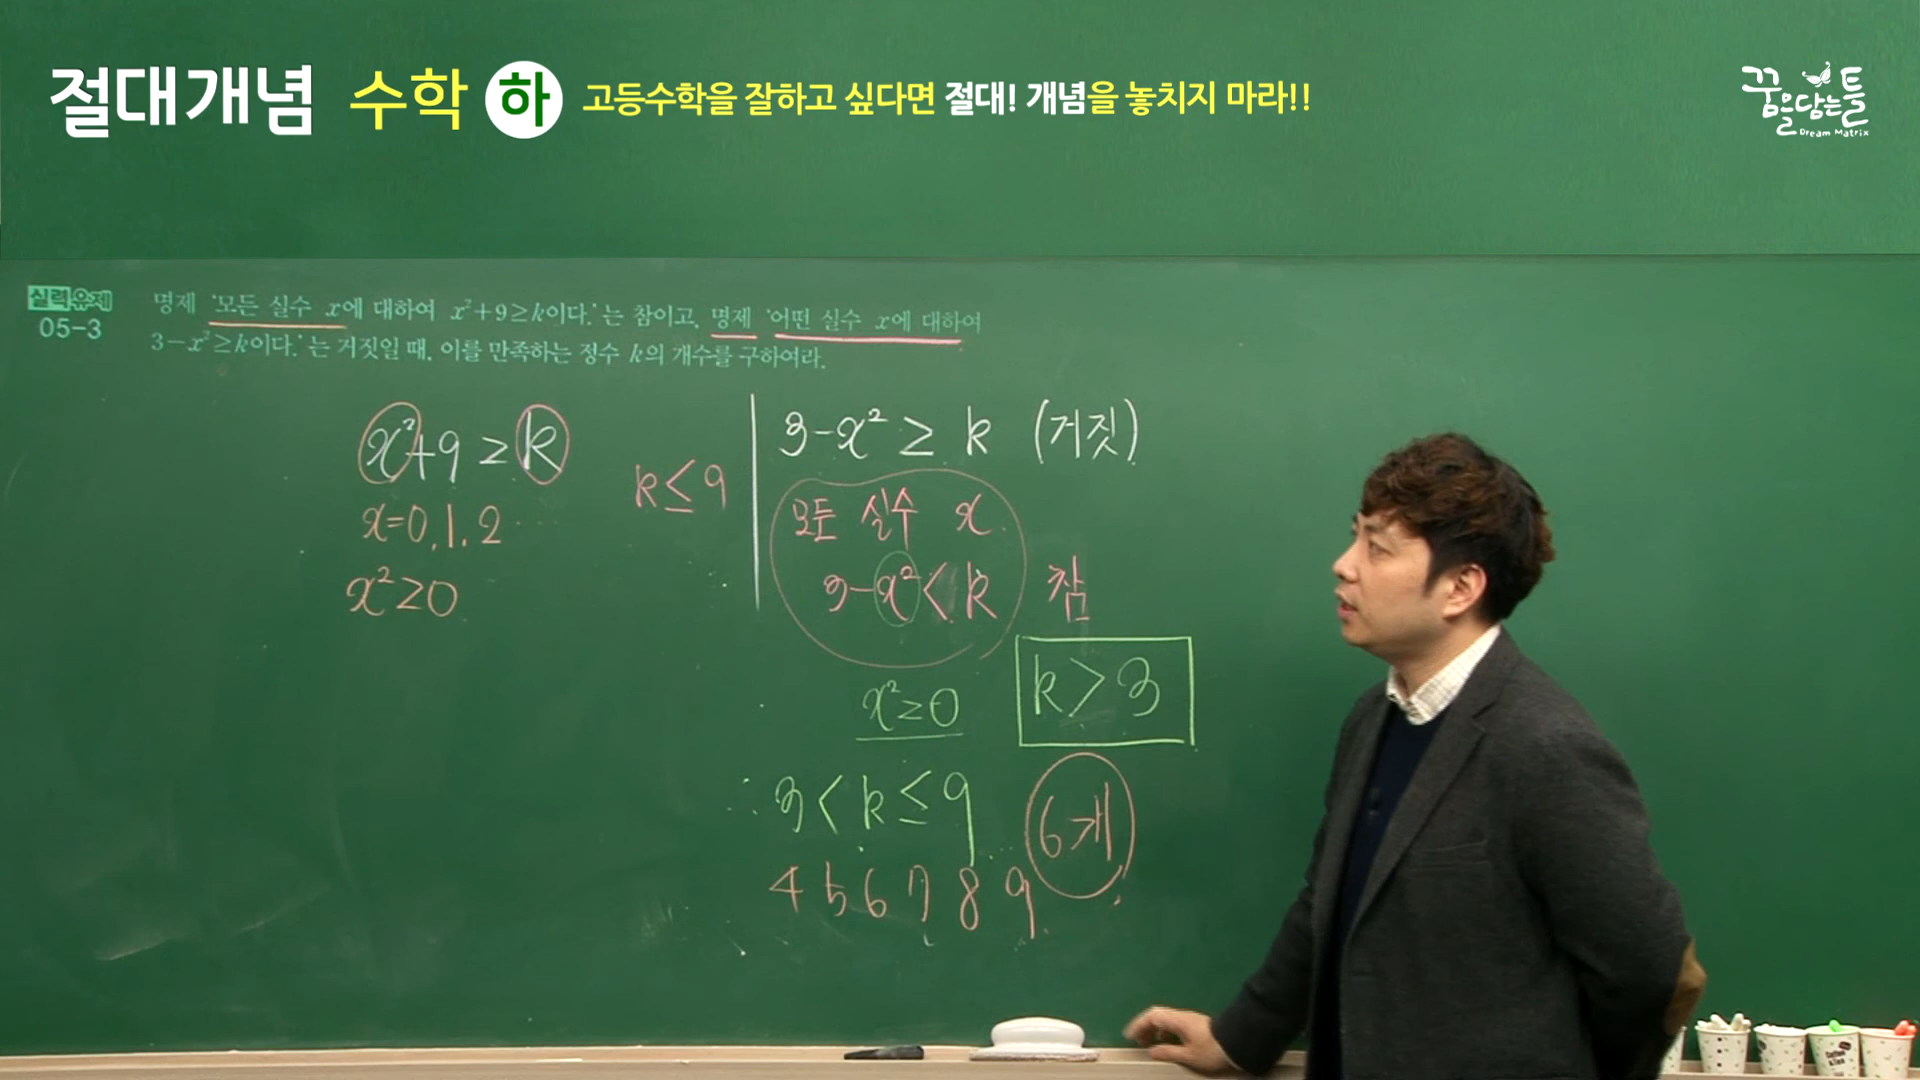 절대개념 수학 하 고등수학을 잘하고 싶다면 절대! 개념을 놓치지 마라!!
꿈을담는틀
Dream Matrix
실력유제
05-3
명제 '모든 실수 x에 대하여 x²+9≥k이다.'는 참이고, 명제 '어떤 실수 x에 대하여
3-x²≥k이다.'는 거짓일 때, 이를 만족하는 정수 k의 개수를 구하여라.
x²+9 ≥ k
x=0, 1, 2 ...
x²≥0
k≤9
3-x² ≥ k (거짓)
모든 실수 x
3-x² < k 참
x²≥0
k>3
∴ 3 < k ≤ 9
6개
4 5 6 7 8 9